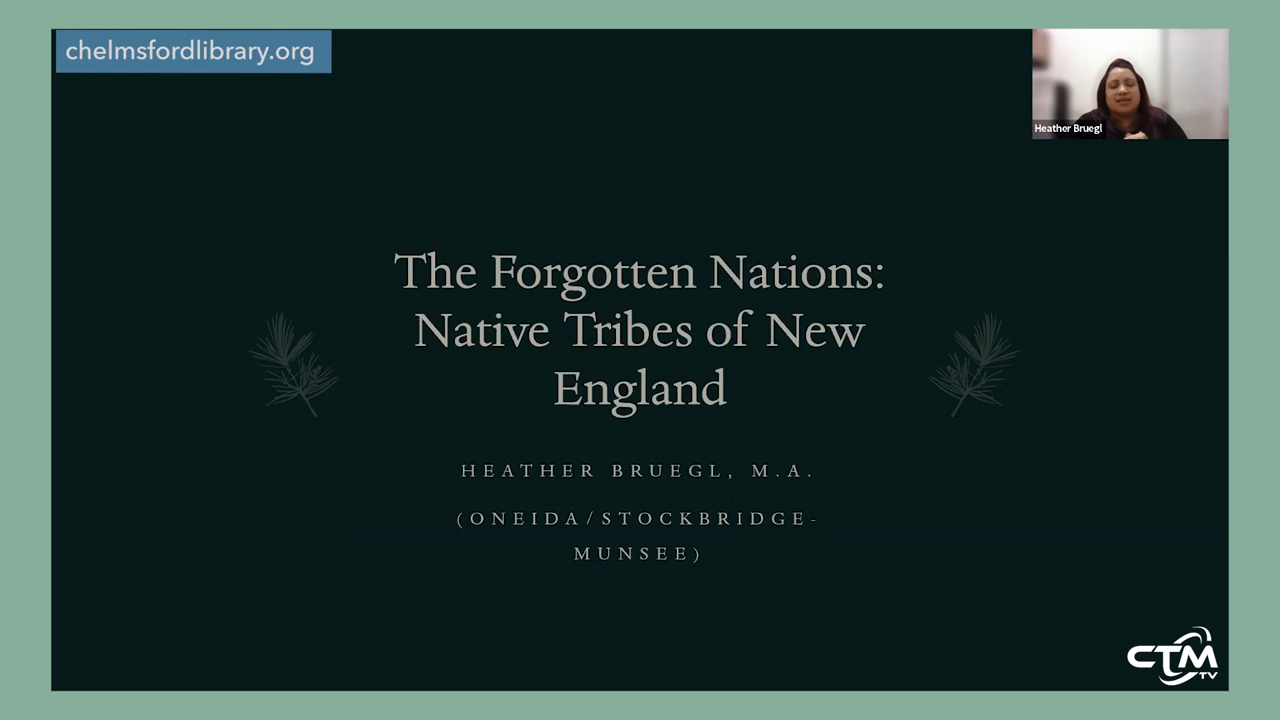 chelmsfordlibrary.org
Heather Bruegl
The Forgotten Nations:
Native Tribes of New
England
HEATHER BRUEGL, M.A.
(ONEIDA/STOCKBRIDGE-
MUNSEE)
CTM
TV